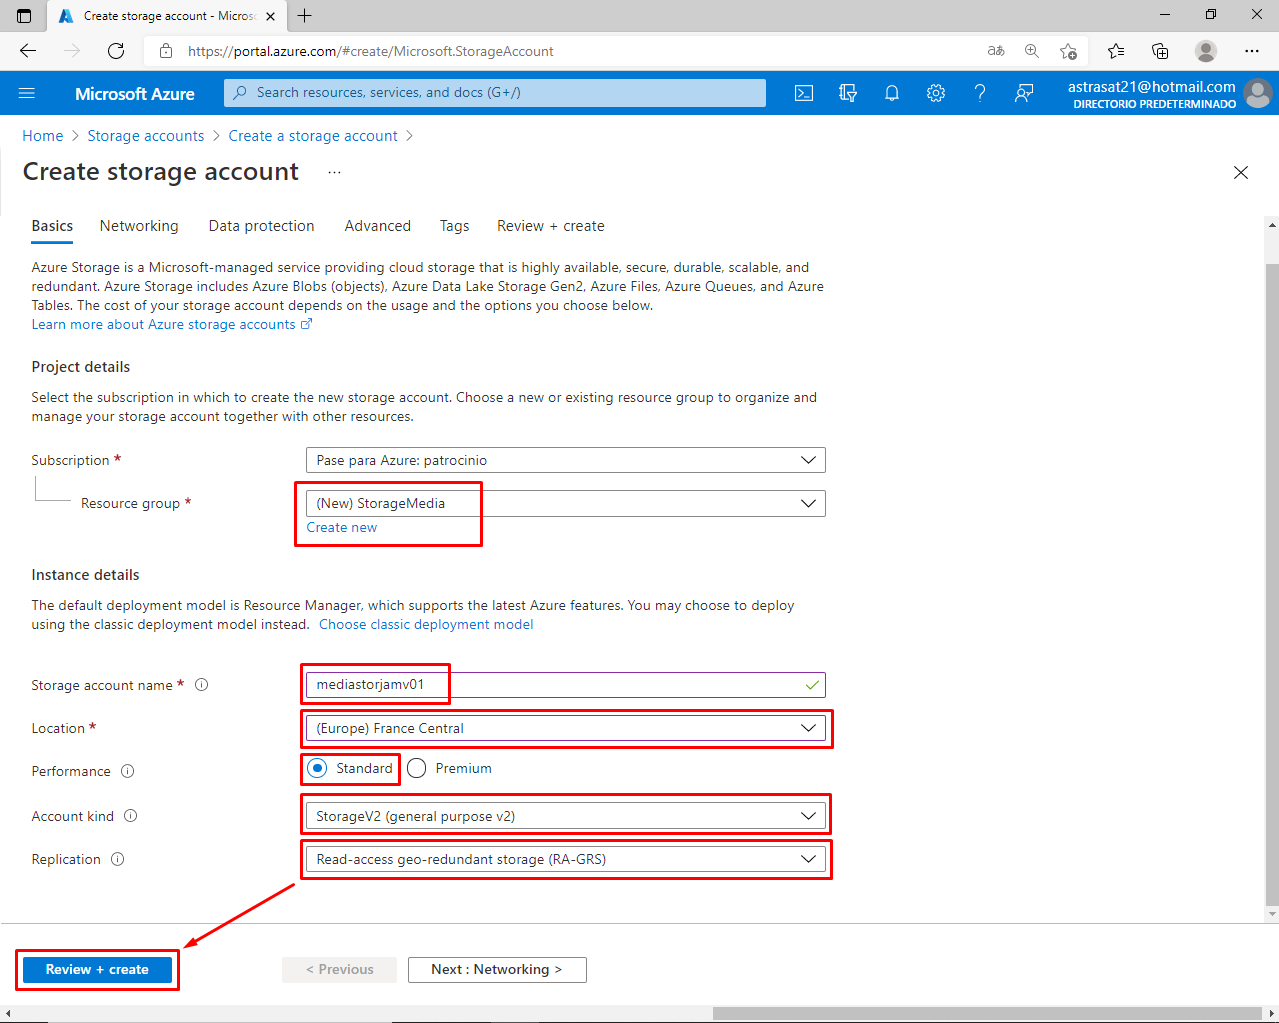 Create storage account - Micros
https://portal.azure.com/#create/Microsoft.StorageAccount
Microsoft Azure
Search resources, services, and docs (G+/)
astrasat21@hotmail.com
DIRECTORIO PREDETERMINADO
Home > Storage accounts > Create a storage account >
Create storage account ...
Basics Networking Data protection Advanced Tags Review + create
Azure Storage is a Microsoft-managed service providing cloud storage that is highly available, secure, durable, scalable, and
redundant. Azure Storage includes Azure Blobs (objects), Azure Data Lake Storage Gen2, Azure Files, Azure Queues, and Azure
Tables. The cost of your storage account depends on the usage and the options you choose below.
Learn more about Azure storage accounts
Project details
Select the subscription in which to create the new storage account. Choose a new or existing resource group to organize and
manage your storage account together with other resources.
Subscription *
Pase para Azure: patrocinio
Resource group *
(New) StorageMedia
Create new
Instance details
The default deployment model is Resource Manager, which supports the latest Azure features. You may choose to deploy
using the classic deployment model instead. Choose classic deployment model
Storage account name *
mediastorjamv01
Location *
(Europe) France Central
Performance
Standard Premium
Account kind
StorageV2 (general purpose v2)
Replication
Read-access geo-redundant storage (RA-GRS)
Review + create
< Previous
Next : Networking >